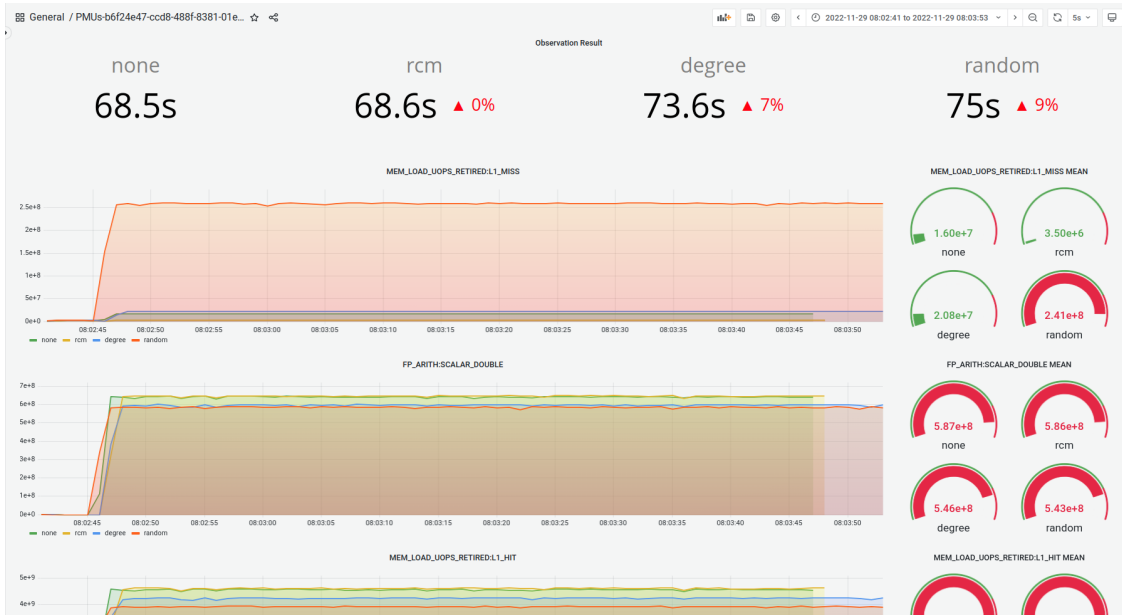 General / PMUs-b6f24e47-ccd8-488f-8381-01e...
2022-11-29 08:02:41 to 2022-11-29 08:03:53
5s
Observation Result
none
rcm
degree
random
68.5s
68.6s ▲ 0%
73.6s ▲ 7%
75s ▲ 9%
MEM_LOAD_UOPS_RETIRED:L1_MISS
2.5e+8
2e+8
1.5e+8
1e+8
5e+7
0e+0
08:02:45 08:02:50 08:02:55 08:03:00 08:03:05 08:03:10 08:03:15 08:03:20 08:03:25 08:03:30 08:03:35 08:03:40 08:03:45 08:03:50
none rcm degree random
MEM_LOAD_UOPS_RETIRED:L1_MISS MEAN
1.60e+7
none
3.50e+6
rcm
2.08e+7
degree
2.41e+8
random
FP_ARITH:SCALAR_DOUBLE
7e+8
6e+8
5e+8
4e+8
3e+8
2e+8
1e+8
0e+0
08:02:45 08:02:50 08:02:55 08:03:00 08:03:05 08:03:10 08:03:15 08:03:20 08:03:25 08:03:30 08:03:35 08:03:40 08:03:45 08:03:50
none rcm degree random
FP_ARITH:SCALAR_DOUBLE MEAN
5.87e+8
none
5.86e+8
rcm
5.46e+8
degree
5.43e+8
random
MEM_LOAD_UOPS_RETIRED:L1_HIT
5e+9
4e+9
MEM_LOAD_UOPS_RETIRED:L1_HIT MEAN